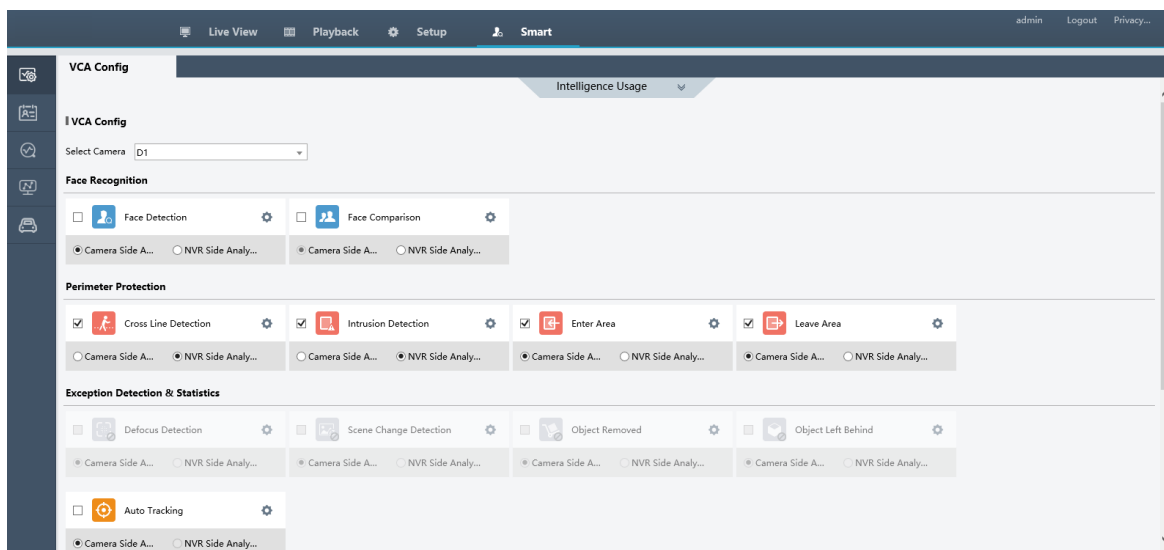 admin Logout Privacy...
Live View Playback Setup Smart
VCA Config
Intelligence Usage
VCA Config
Select Camera D1
Face Recognition
Face Detection Face Comparison
Camera Side A... NVR Side Analy... Camera Side A... NVR Side Analy...
Perimeter Protection
Cross Line Detection Intrusion Detection Enter Area Leave Area
Camera Side A... NVR Side Analy... Camera Side A... NVR Side Analy... Camera Side A... NVR Side Analy... Camera Side A... NVR Side Analy...
Exception Detection & Statistics
Defocus Detection Scene Change Detection Object Removed Object Left Behind
Camera Side A... NVR Side Analy... Camera Side A... NVR Side Analy... Camera Side A... NVR Side Analy... Camera Side A... NVR Side Analy...
Auto Tracking
Camera Side A... NVR Side Analy...